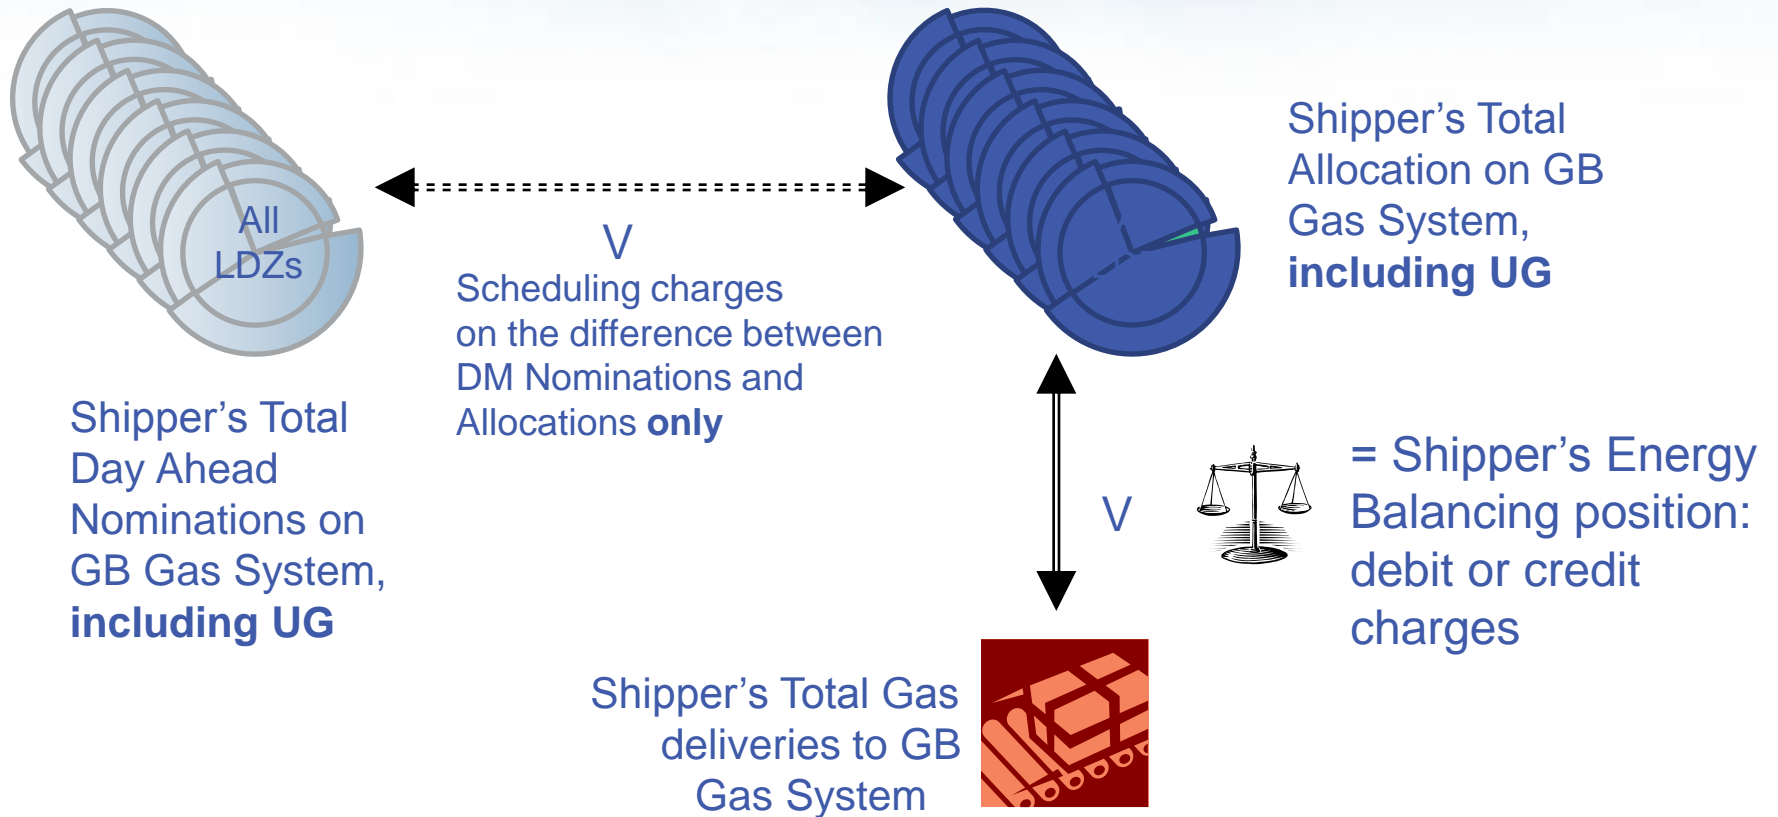 All
LDZs
Shipper’s Total
Day Ahead
Nominations on
GB Gas System,
including UG
V
Scheduling charges
on the difference between
DM Nominations and
Allocations only
Shipper’s Total
Allocation on GB
Gas System,
including UG
V
= Shipper’s Energy
Balancing position:
debit or credit
charges
Shipper’s Total Gas
deliveries to GB
Gas System